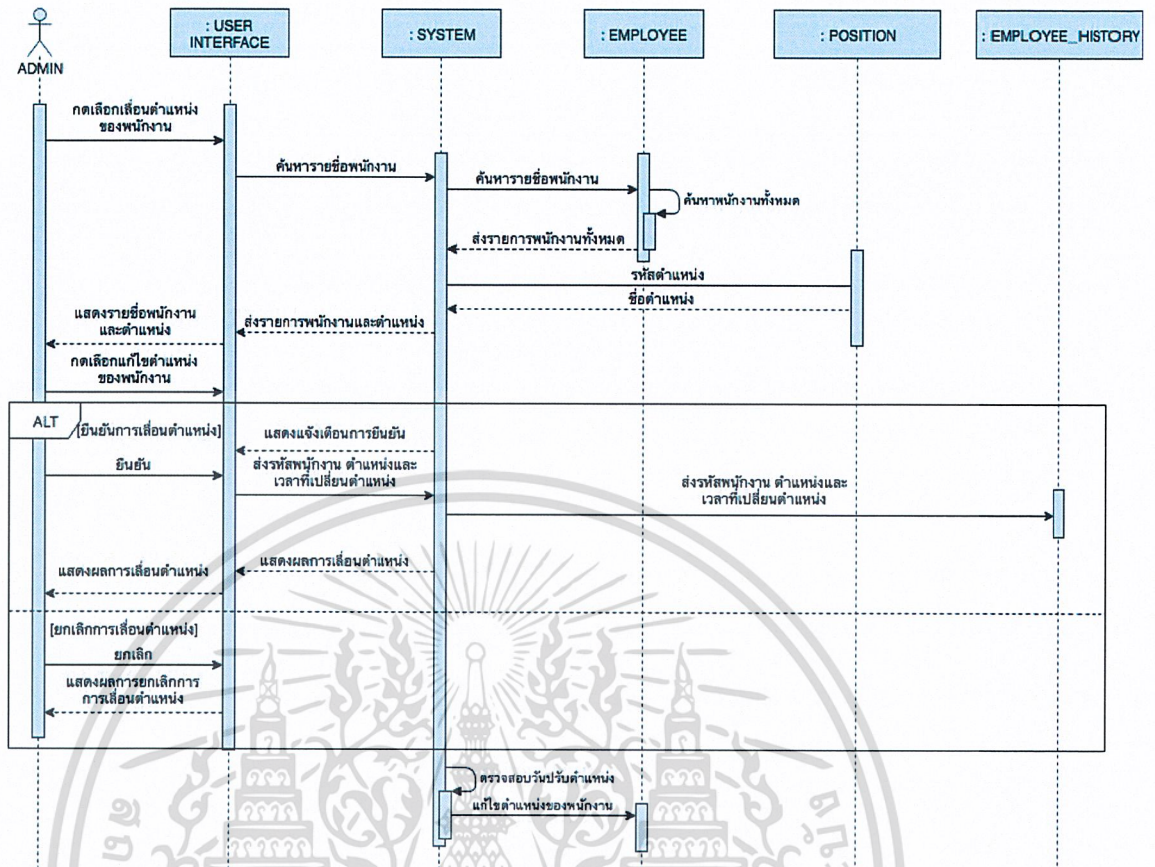 ADMIN
: USER
INTERFACE
: SYSTEM
: EMPLOYEE
: POSITION
: EMPLOYEE_HISTORY
กดเลือกเลื่อนตำแหน่ง
ของพนักงาน
ค้นหารายชื่อพนักงาน
ค้นหารายชื่อพนักงาน
ค้นหาพนักงานทั้งหมด
ส่งรายการพนักงานทั้งหมด
รหัสตำแหน่ง
ชื่อตำแหน่ง
ส่งรายการพนักงานและตำแหน่ง
แสดงรายชื่อพนักงาน
และตำแหน่ง
กดเลือกแก้ไขตำแหน่ง
ของพนักงาน
ALT
[ยืนยันการเลื่อนตำแหน่ง]
แสดงแจ้งเตือนการยืนยัน
ยืนยัน
ส่งรหัสพนักงาน ตำแหน่งและ
เวลาที่เปลี่ยนตำแหน่ง
ส่งรหัสพนักงาน ตำแหน่งและ
เวลาที่เปลี่ยนตำแหน่ง
แสดงผลการเลื่อนตำแหน่ง
แสดงผลการเลื่อนตำแหน่ง
[ยกเลิกการเลื่อนตำแหน่ง]
ยกเลิก
แสดงผลการยกเลิกการ
การเลื่อนตำแหน่ง
ตรวจสอบวันปรับตำแหน่ง
แก้ไขตำแหน่งของพนักงาน